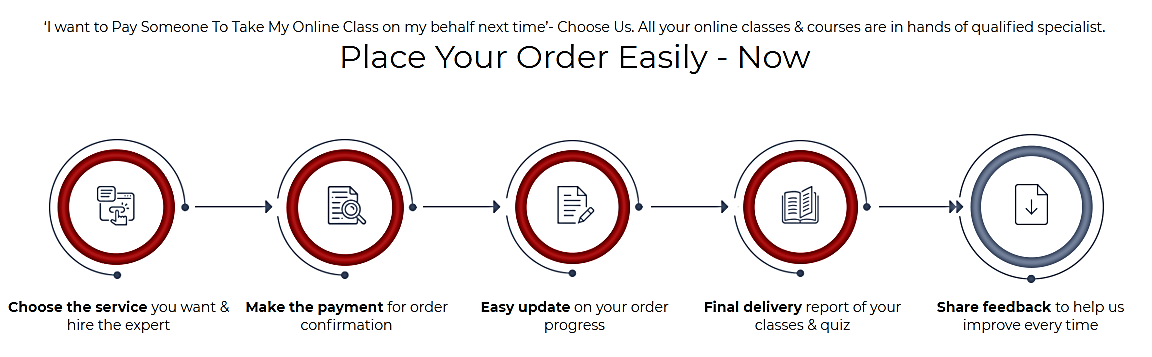 ‘I want to Pay Someone To Take My Online Class on my behalf next time’- Choose Us. All your online classes & courses are in hands of qualified specialist.
Place Your Order Easily - Now
Choose the service you want &
hire the expert
Make the payment for order
confirmation
Easy update on your order
progress
Final delivery report of your
classes & quiz
Share feedback to help us
improve every time